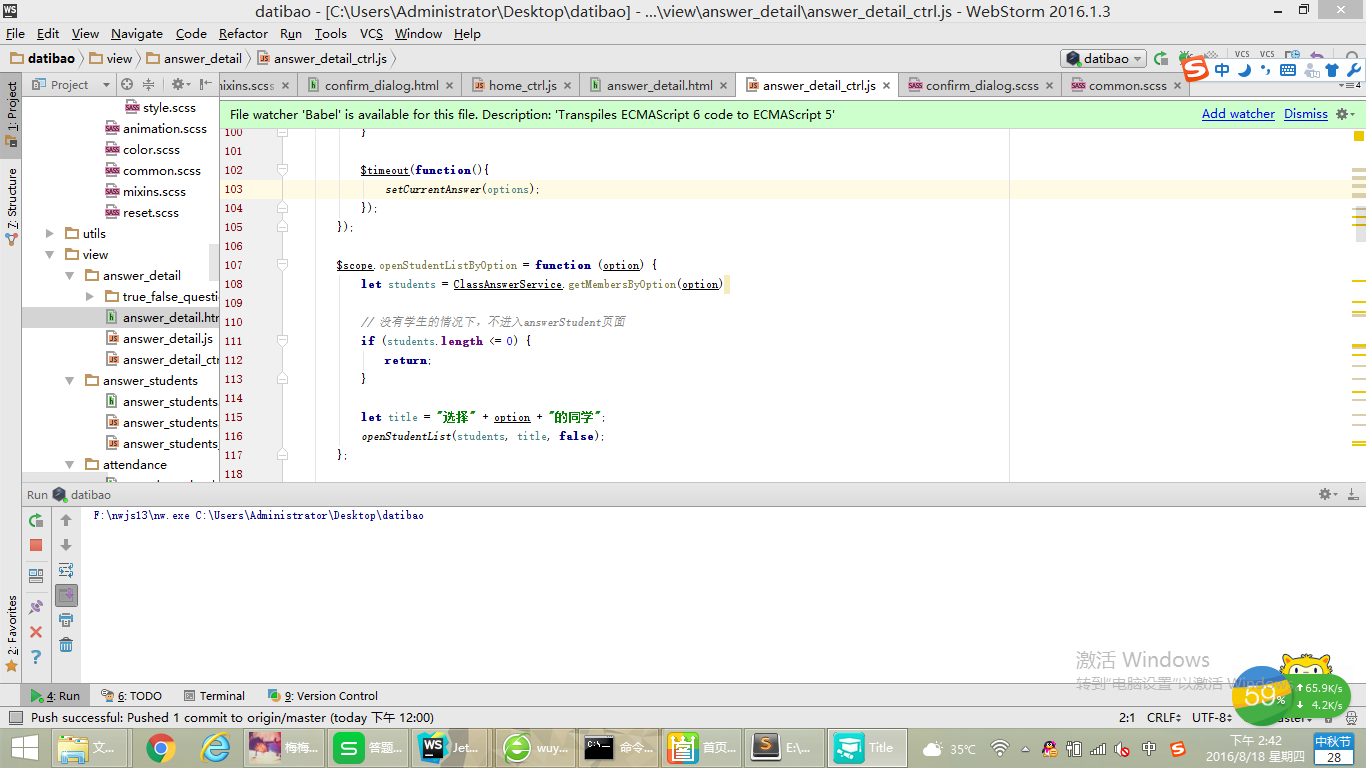 datibao - [C:\Users\Administrator\Desktop\datibao] - ...\view\answer_detail\answer_detail_ctrl.js - WebStorm 2016.1.3
File Edit View Navigate Code Refactor Run Tools VCS Window Help
datibao view answer_detail answer_detail_ctrl.js datibao VCS VCS
中
Project mixins.scss confirm_dialog.html home_ctrl.js answer_detail.html answer_detail_ctrl.js confirm_dialog.scss common.scss
1: Project
7: Structure
2: Favorites
style.scss
animation.scss
color.scss
common.scss
mixins.scss
reset.scss
utils
view
answer_detail
true_false_questi
answer_detail.htm
answer_detail.js
answer_detail_ctr
answer_students
answer_students.
answer_students.
answer_students_
attendance
File watcher 'Babel' is available for this file. Description: 'Transpiles ECMAScript 6 code to ECMAScript 5' Add watcher Dismiss
100 }
101
102 $timeout(function(){
103 setCurrentAnswer(options);
104 });
105 });
106
107 $scope.openStudentListByOption = function (option) {
108 let students = ClassAnswerService.getMembersByOption(option)
109
110 // 没有学生的情况下，不进入answerStudent页面
111 if (students.length <= 0) {
112 return;
113 }
114
115 let title = "选择" + option + "的同学";
116 openStudentList(students, title, false);
117 };
118
Run datibao
F:\nwjs13\nw.exe C:\Users\Administrator\Desktop\datibao
激活 Windows
转到"电脑设置"以激活 Windows
59%
65.9K/s
4.2K/s
4: Run 6: TODO Terminal 9: Version Control
Push successful: Pushed 1 commit to origin/master (today 下午 12:00) 2:1 CRLF UTF-8
文... 梅梅... 答题... Jet... wuy... 命令... 首页... E:\... Title 35℃ 中
下午 2:42
2016/8/18 星期四
中秋节
28